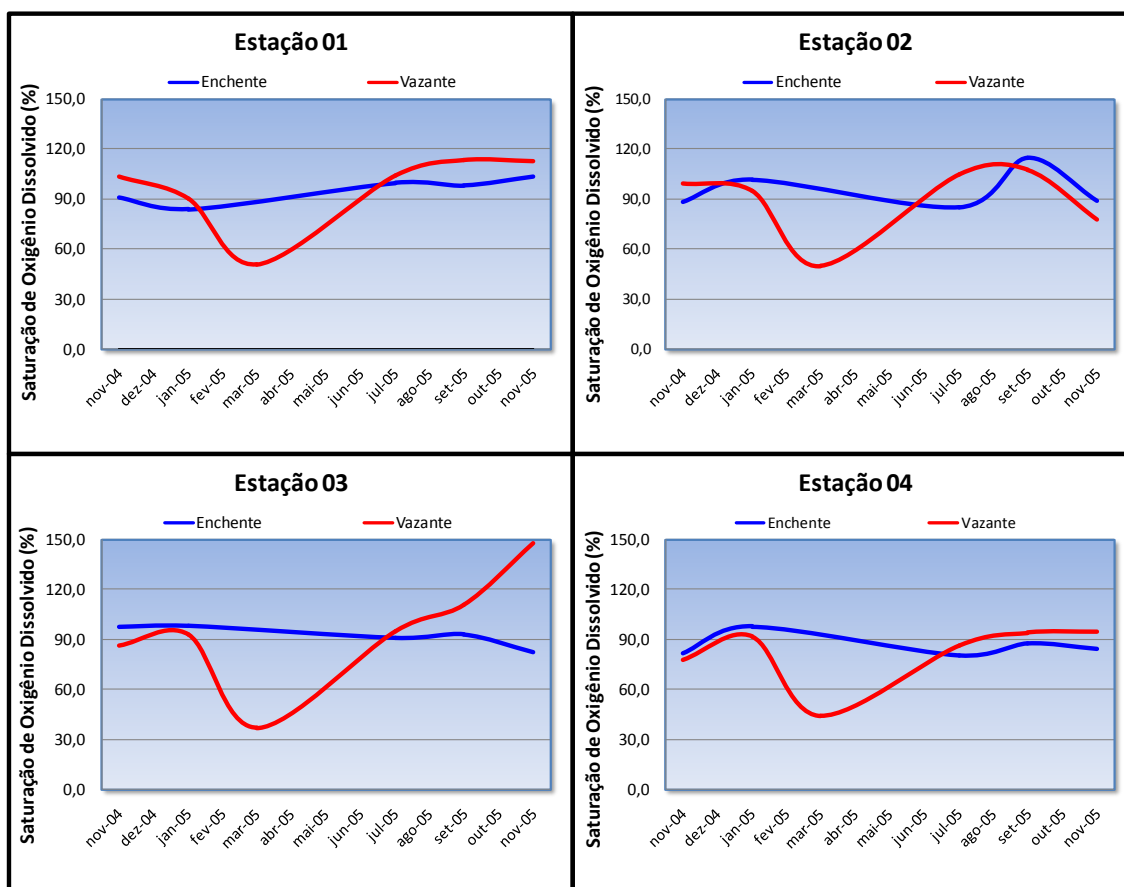 Estação 01
Enchente Vazante
Saturação de Oxigênio Dissolvido (%)
150,0
120,0
90,0
60,0
30,0
0,0
nov-04 dez-04 jan-05 fev-05 mar-05 abr-05 mai-05 jun-05 jul-05 ago-05 set-05 out-05 nov-05
Estação 02
Enchente Vazante
Saturação de Oxigênio Dissolvido (%)
150,0
120,0
90,0
60,0
30,0
0,0
nov-04 dez-04 jan-05 fev-05 mar-05 abr-05 mai-05 jun-05 jul-05 ago-05 set-05 out-05 nov-05
Estação 03
Enchente Vazante
Saturação de Oxigênio Dissolvido (%)
150,0
120,0
90,0
60,0
30,0
0,0
nov-04 dez-04 jan-05 fev-05 mar-05 abr-05 mai-05 jun-05 jul-05 ago-05 set-05 out-05 nov-05
Estação 04
Enchente Vazante
Saturação de Oxigênio Dissolvido (%)
150,0
120,0
90,0
60,0
30,0
0,0
nov-04 dez-04 jan-05 fev-05 mar-05 abr-05 mai-05 jun-05 jul-05 ago-05 set-05 out-05 nov-05